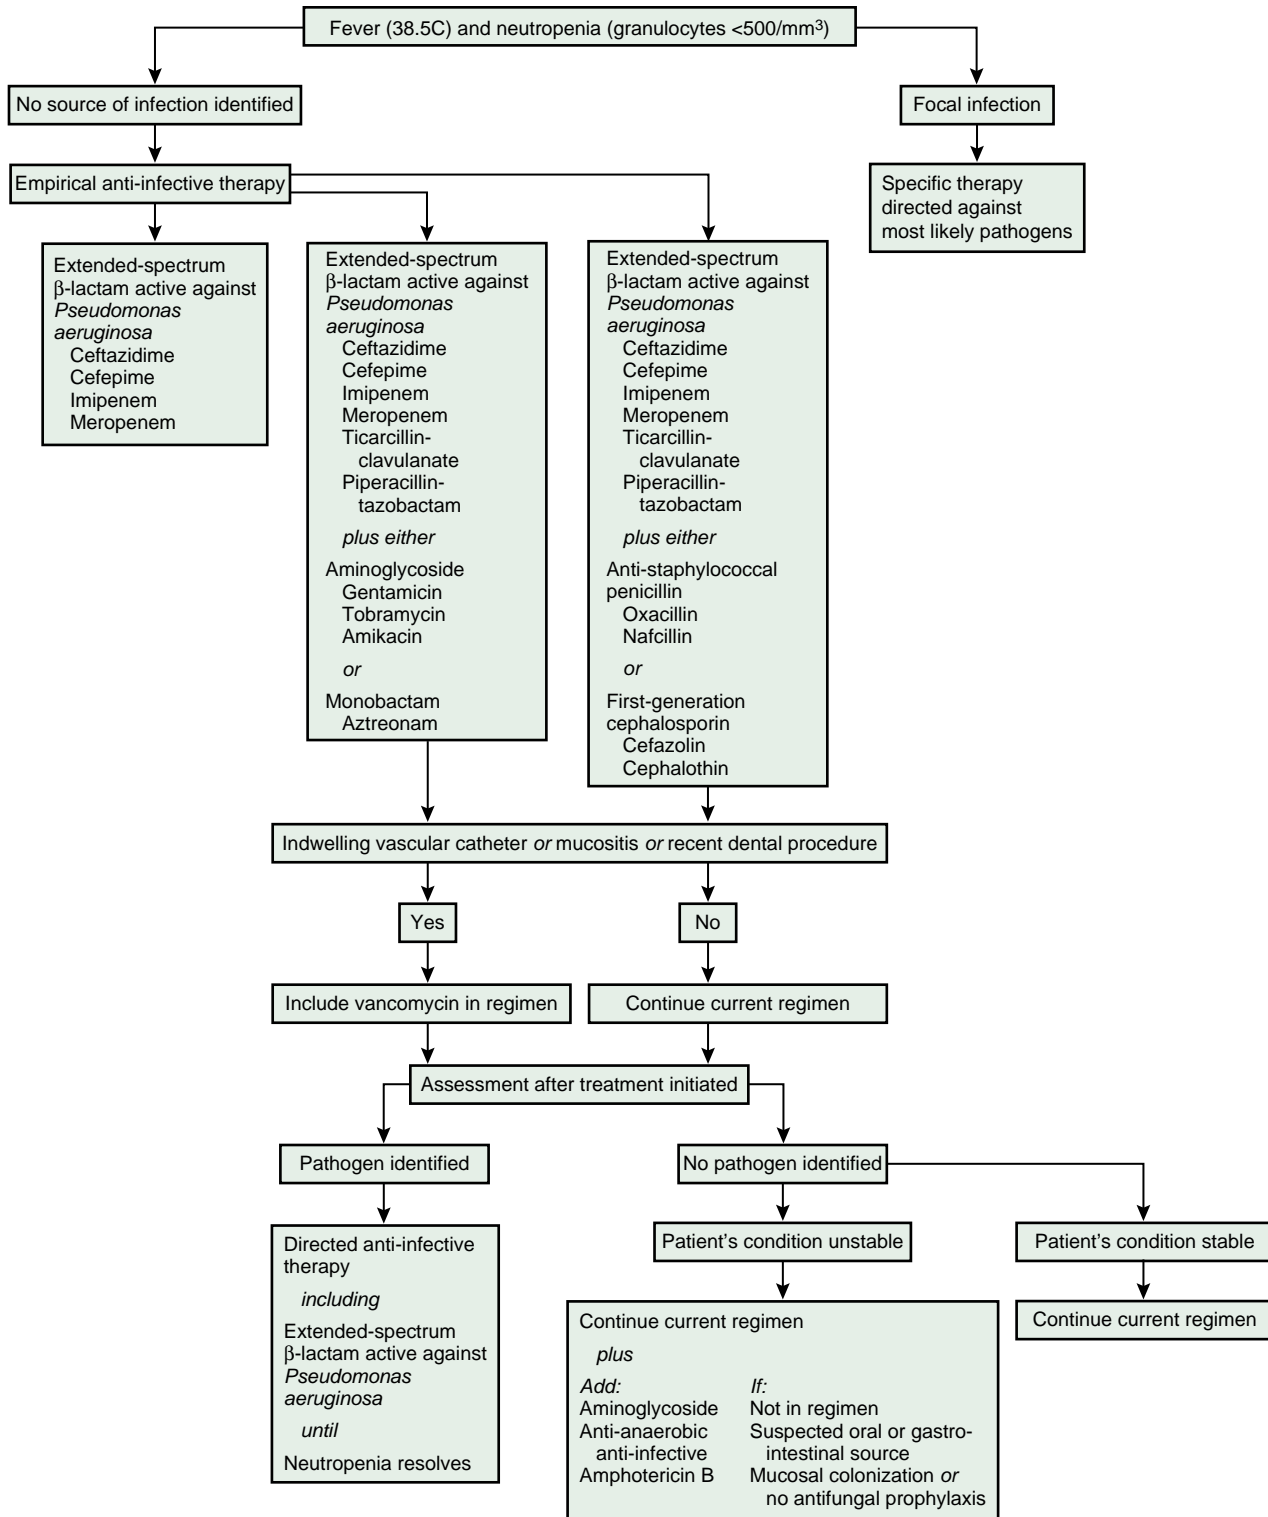 Fever (38.5C) and neutropenia (granulocytes <500/mm³)
No source of infection identified
Focal infection
Empirical anti-infective therapy
Specific therapy
directed against
most likely pathogens
Extended-spectrum
β-lactam active against
Pseudomonas
aeruginosa
Ceftazidime
Cefepime
Imipenem
Meropenem
Extended-spectrum
β-lactam active against
Pseudomonas
aeruginosa
Ceftazidime
Cefepime
Imipenem
Meropenem
Ticarcillin-
clavulanate
Piperacillin-
tazobactam
plus either
Aminoglycoside
Gentamicin
Tobramycin
Amikacin
or
Monobactam
Aztreonam
Extended-spectrum
β-lactam active against
Pseudomonas
aeruginosa
Ceftazidime
Cefepime
Imipenem
Meropenem
Ticarcillin-
clavulanate
Piperacillin-
tazobactam
plus either
Anti-staphylococcal
penicillin
Oxacillin
Nafcillin
or
First-generation
cephalosporin
Cefazolin
Cephalothin
Indwelling vascular catheter or mucositis or recent dental procedure
Yes
No
Include vancomycin in regimen
Continue current regimen
Assessment after treatment initiated
Pathogen identified
No pathogen identified
Directed anti-infective
therapy
including
Extended-spectrum
β-lactam active against
Pseudomonas
aeruginosa
until
Neutropenia resolves
Patient's condition unstable
Patient's condition stable
Continue current regimen
plus
Add: If:
Aminoglycoside Not in regimen
Anti-anaerobic Suspected oral or gastro-
anti-infective intestinal source
Amphotericin B Mucosal colonization or
no antifungal prophylaxis
Continue current regimen